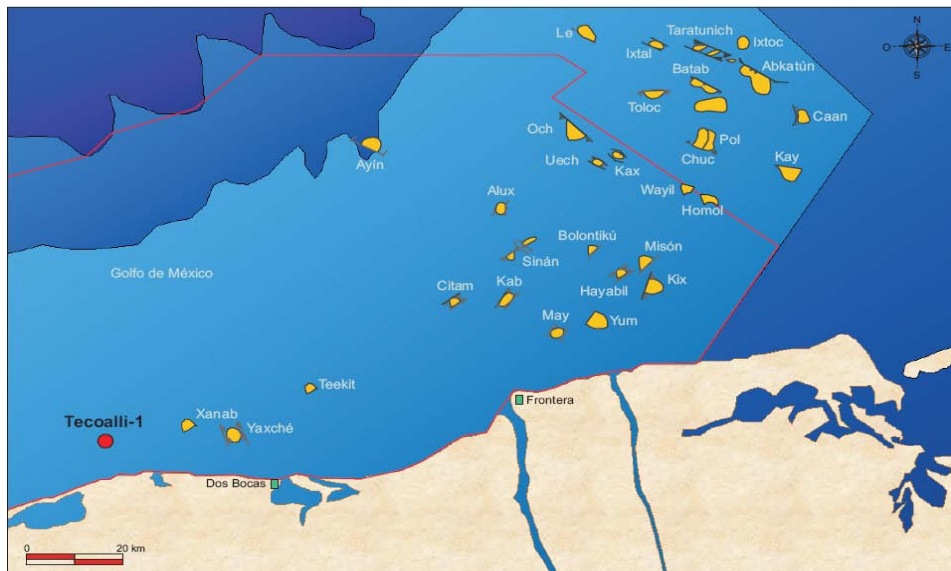 Le
Taratunich
Ixtal
Ixtoc
N
O
E
S
Batab
Abkatún
Toloc
Caan
Och
Pol
Ayín
Uech
Kax
Chuc
Kay
Wayil
Alux
Homol
Bolontikú
Misón
Sinán
Golfo de México
Citam
Kab
Hayabil
Kix
May
Yum
Teekit
Frontera
Xanab
Tecoalli-1
Yaxché
Dos Bocas
0
20 km